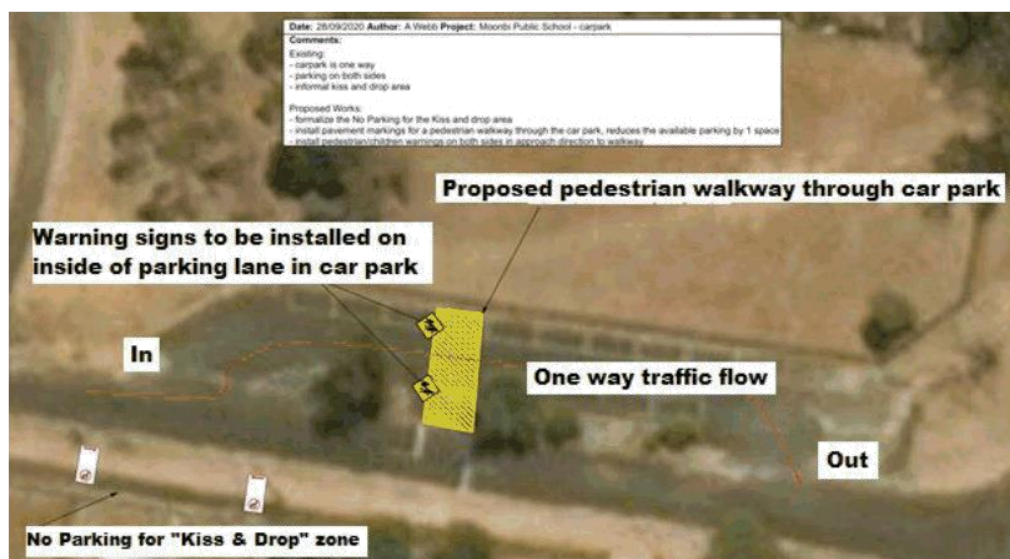 Date: 28/09/2020 Author: A Webb Project: Moonbi Public School - carpark
Comments:
Existing:
- carpark is one way
- parking on both sides
- informal kiss and drop area
Proposed Works:
- formalize the No Parking for the Kiss and drop area
- install pavement markings for a pedestrian walkway through the car park, reduces the available parking by 1 space
- install pedestrian/children warnings on both sides in approach direction to walkway
Proposed pedestrian walkway through car park
Warning signs to be installed on
inside of parking lane in car park
In
One way traffic flow
Out
No Parking for "Kiss & Drop" zone